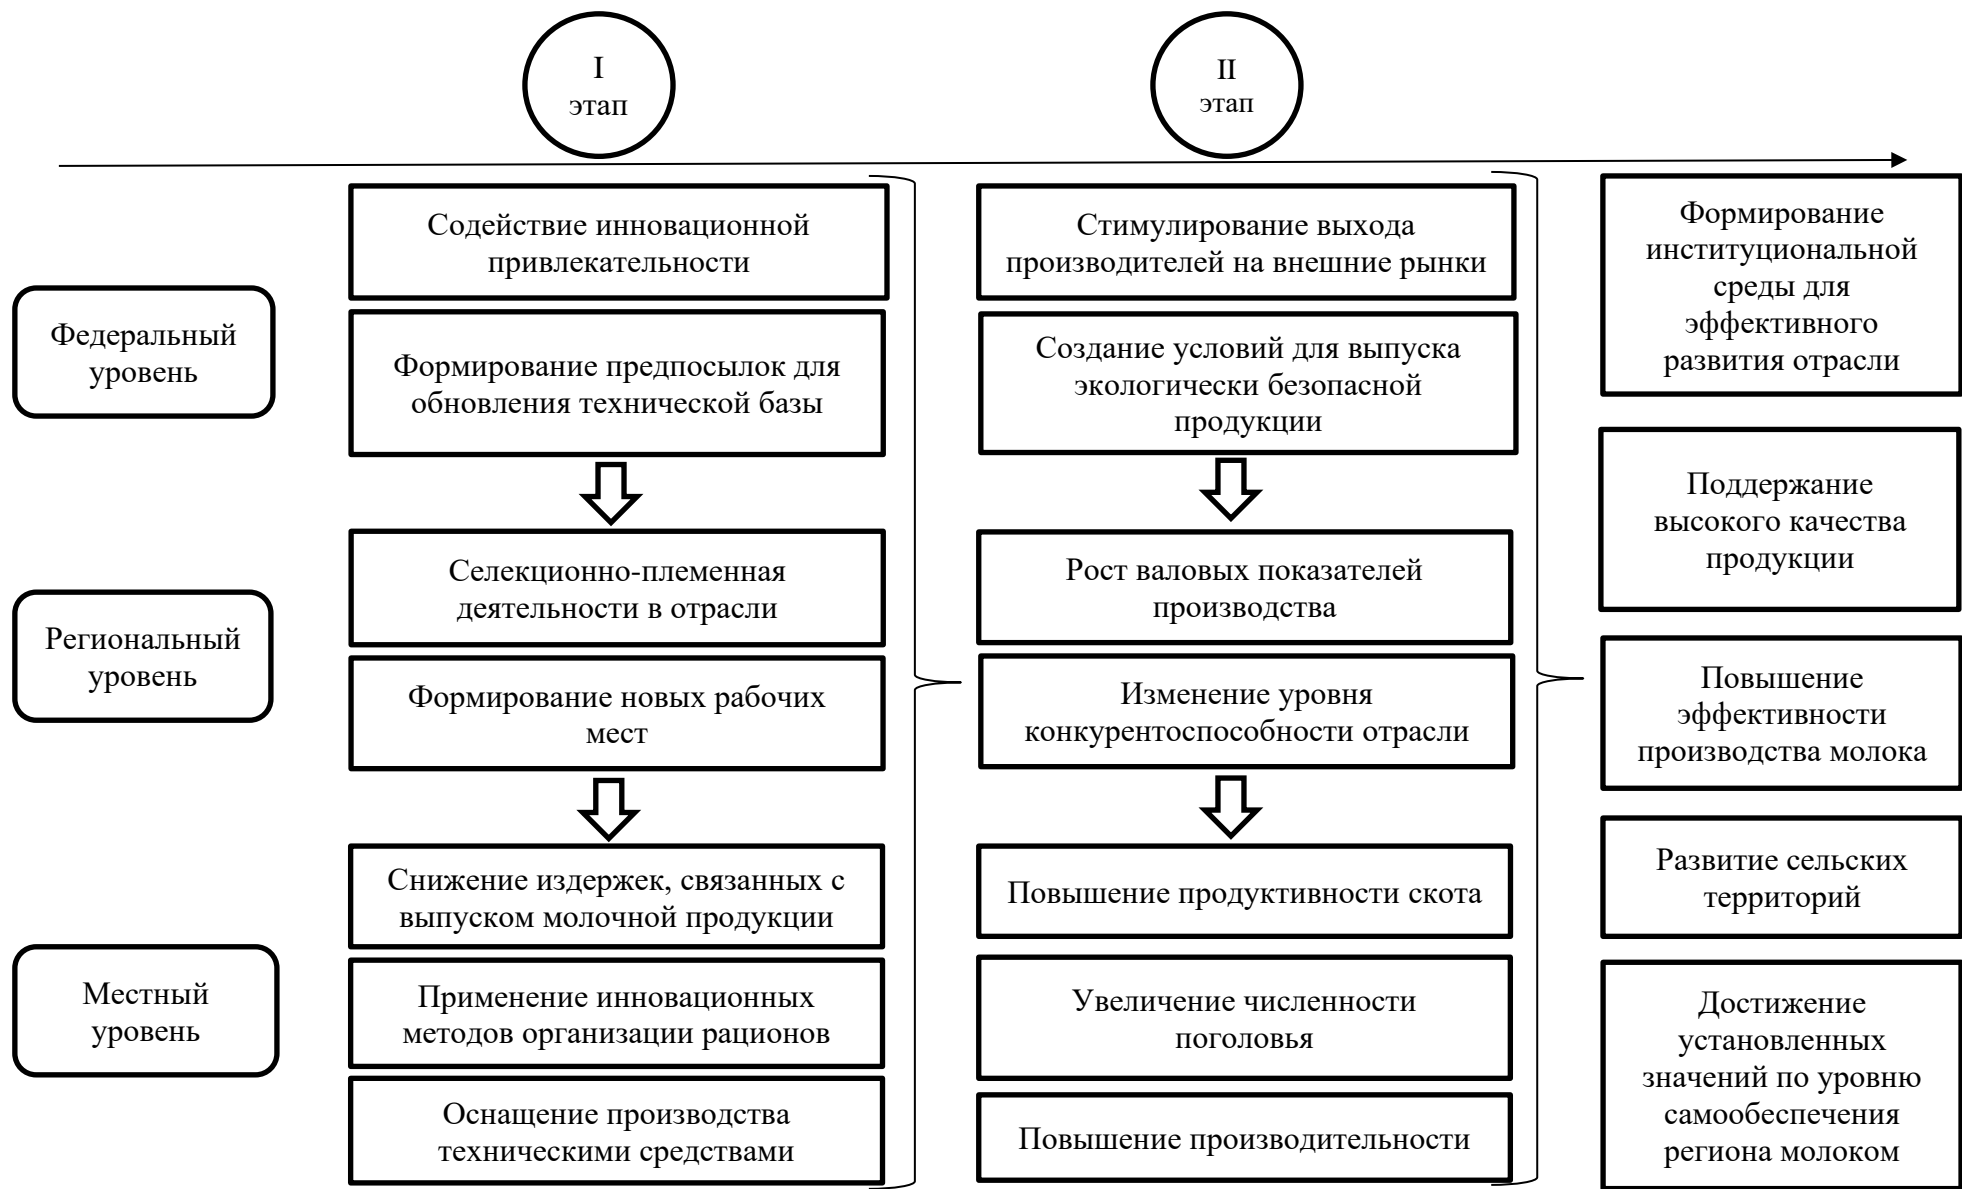 I
этап
II
этап
Федеральный
уровень
Содействие инновационной
привлекательности
Формирование предпосылок для
обновления технической базы
Стимулирование выхода
производителей на внешние рынки
Создание условий для выпуска
экологически безопасной
продукции
Региональный
уровень
Селекционно-племенная
деятельности в отрасли
Формирование новых рабочих
мест
Рост валовых показателей
производства
Изменение уровня
конкурентоспособности отрасли
Местный
уровень
Снижение издержек, связанных с
выпуском молочной продукции
Применение инновационных
методов организации рационов
Оснащение производства
техническими средствами
Повышение продуктивности скота
Увеличение численности
поголовья
Повышение производительности
Формирование
институциональной
среды для
эффективного
развития отрасли
Поддержание
высокого качества
продукции
Повышение
эффективности
производства молока
Развитие сельских
территорий
Достижение
установленных
значений по уровню
самообеспечения
региона молоком